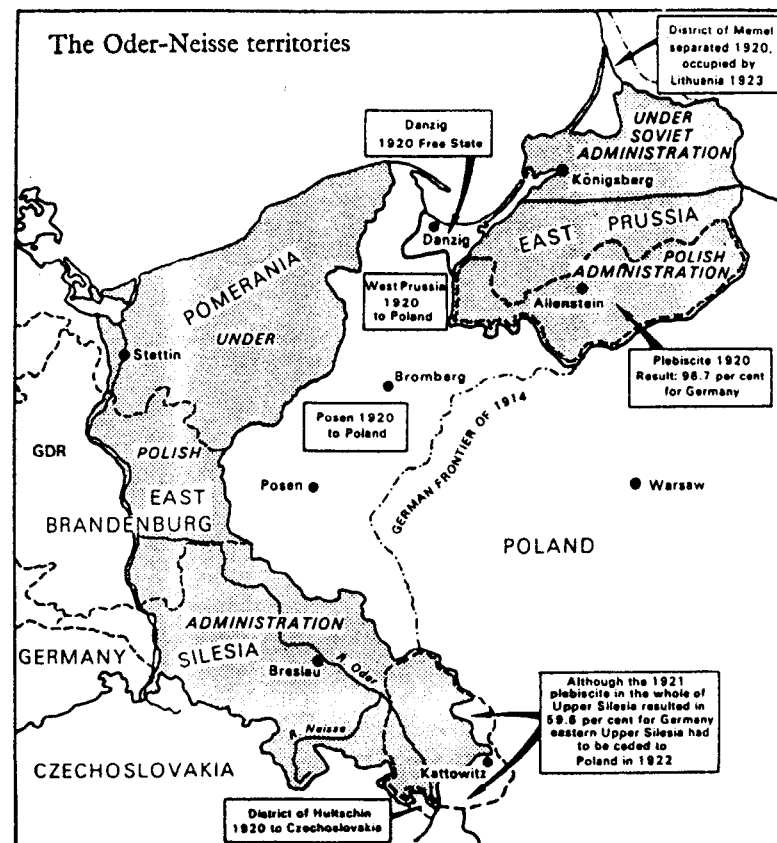 The Oder-Neisse territories
District of Memel
separated 1920,
occupied by
Lithuania 1923
Danzig
1920 Free State
UNDER
SOVIET
ADMINISTRATION
Königsberg
Danzig
EAST PRUSSIA
POLISH
ADMINISTRATION
Allenstein
West Prussia
1920
to Poland
POMERANIA
UNDER
Stettin
Plebiscite 1920
Result: 96.7 per cent
for Germany
Bromberg
Posen 1920
to Poland
GERMAN FRONTIER OF 1914
GDR
POLISH
EAST
BRANDENBURG
Posen
Warsaw
POLAND
ADMINISTRATION
GERMANY
SILESIA
Breslau
R. Oder
R. Neisse
Although the 1921
plebiscite in the whole of
Upper Silesia resulted in
59.6 per cent for Germany
eastern Upper Silesia had
to be ceded to
Poland in 1922
CZECHOSLOVAKIA
Kattowitz
District of Hultschin
1920 to Czechoslovakia